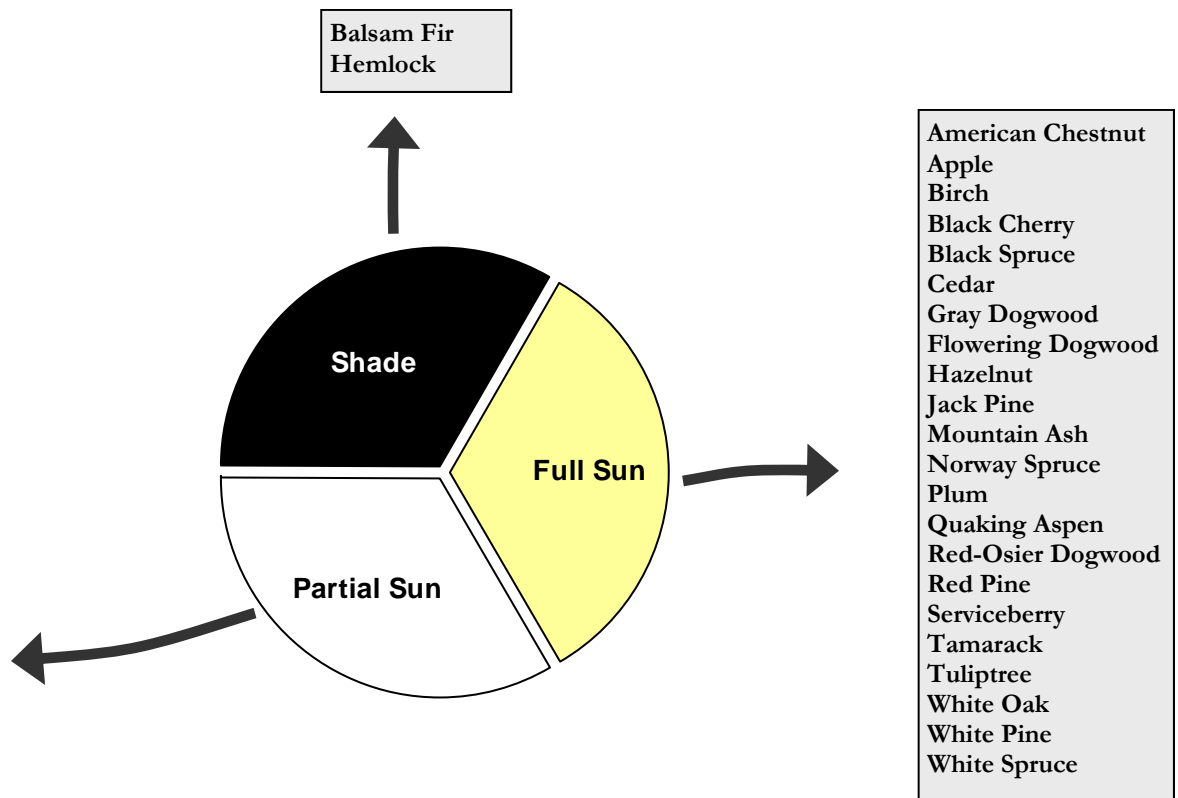 Balsam Fir
Hemlock
American Chestnut
Apple
Birch
Black Cherry
Black Spruce
Cedar
Gray Dogwood
Flowering Dogwood
Hazelnut
Jack Pine
Mountain Ash
Norway Spruce
Plum
Quaking Aspen
Red-Osier Dogwood
Red Pine
Serviceberry
Tamarack
Tuliptree
White Oak
White Pine
White Spruce
Shade
Full Sun
Partial Sun